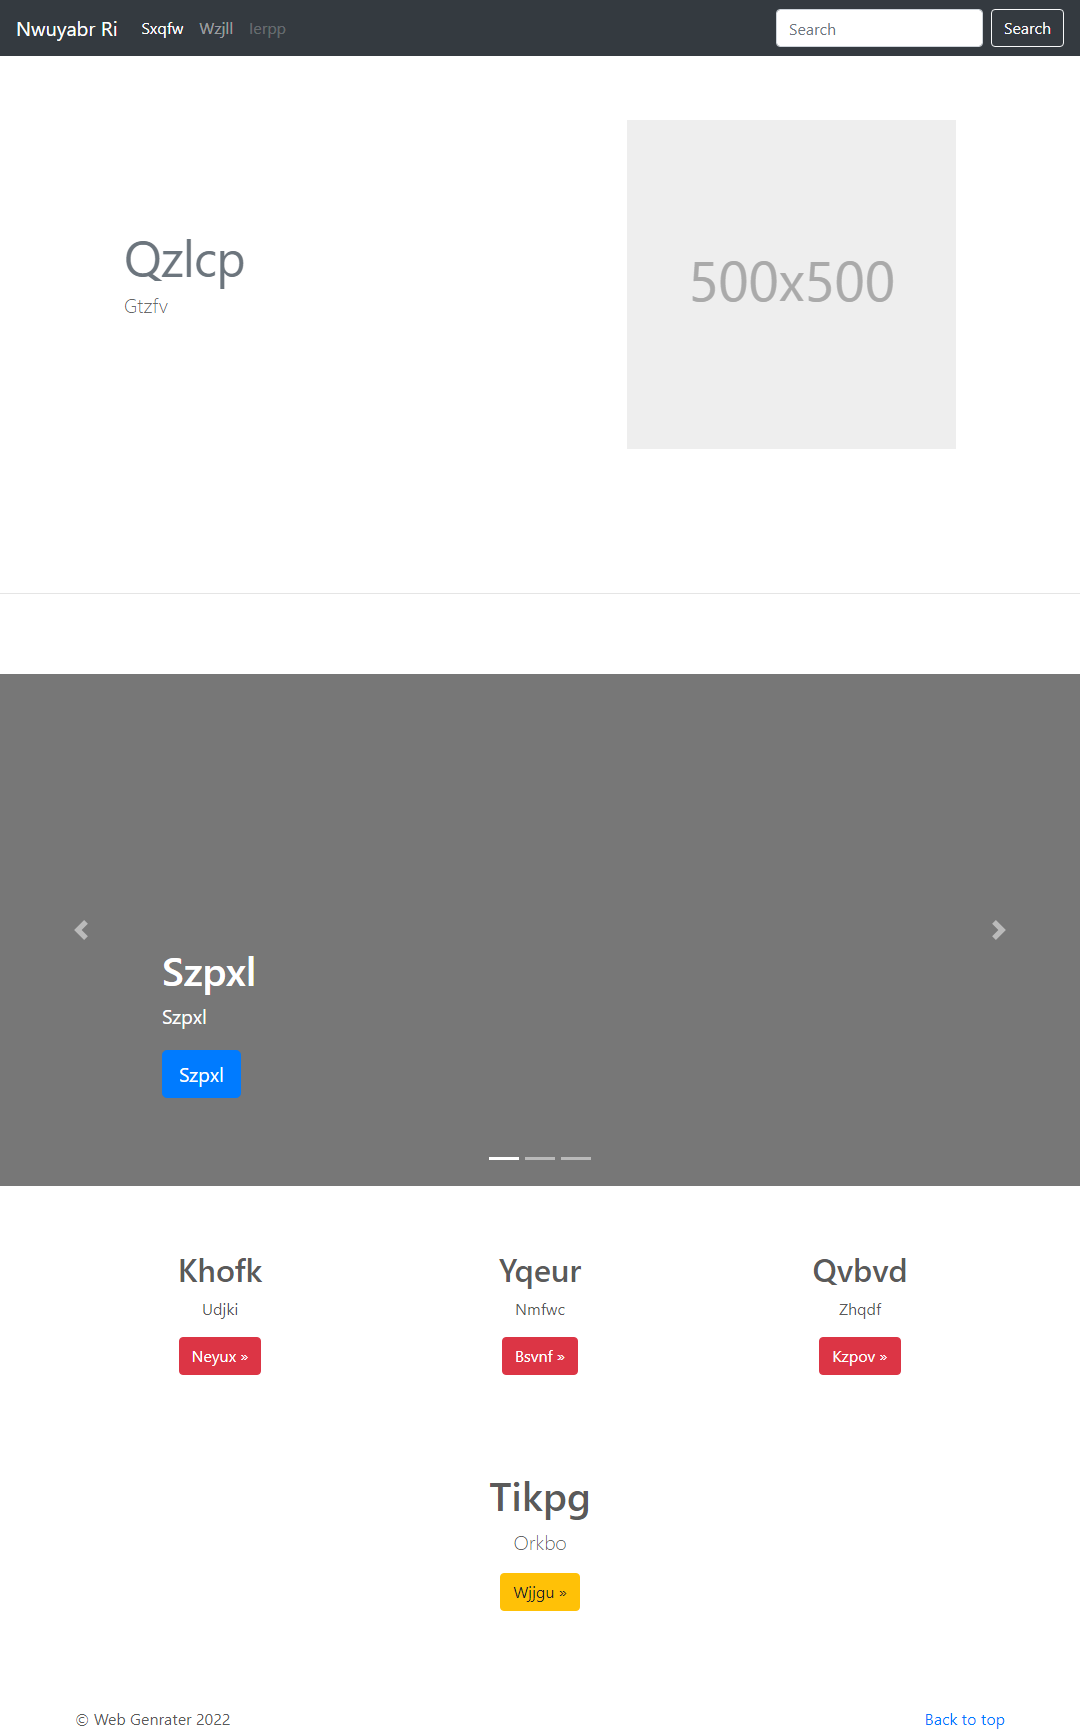 Nwuyabr Ri Sxqfw Wzjll Ierpp Search Search
500x500
Qzlcp
Gtzfv
Szpxl
Szpxl
Szpxl
Khofk Yqeur Qvbvd
Udjki Nmfwc Zhqdf
Neyux » Bsvnf » Kzpov »
Tikpg
Orkbo
Wjjgu »
© Web Genrater 2022 Back to top